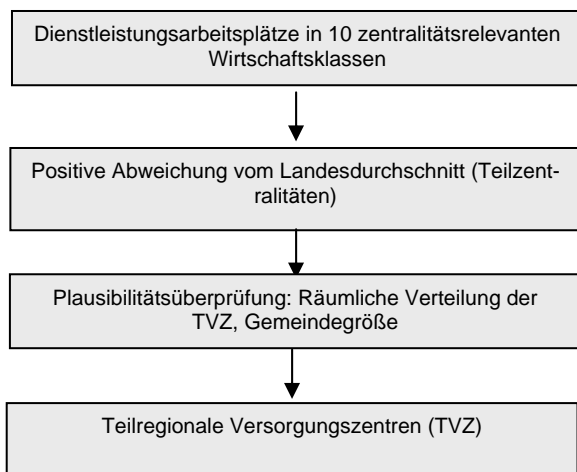 Dienstleistungsarbeitsplätze in 10 zentralitätsrelevanten
Wirtschaftsklassen
Positive Abweichung vom Landesdurchschnitt (Teilzent-
ralitäten)
Plausibilitätsüberprüfung: Räumliche Verteilung der
TVZ, Gemeindegröße
Teilregionale Versorgungszentren (TVZ)